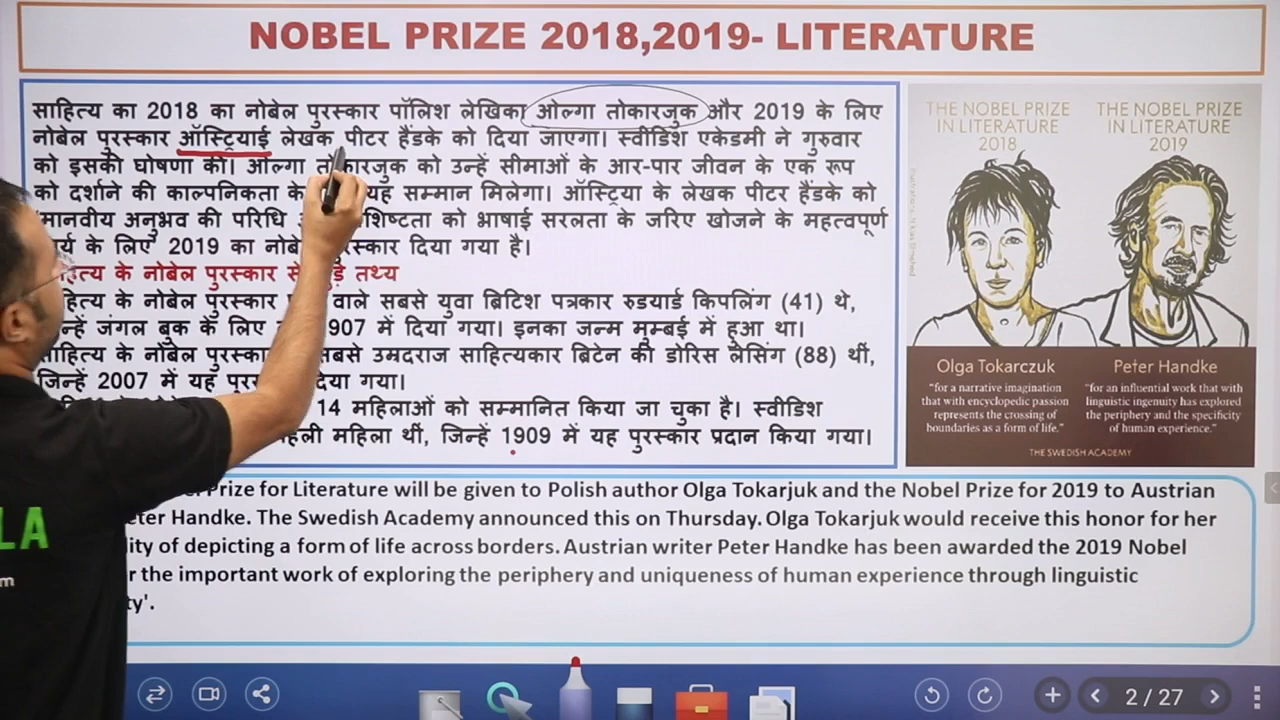 NOBEL PRIZE 2018,2019- LITERATURE
साहित्य का 2018 का नोबेल पुरस्कार पॉलिश लेखिका ओल्गा तोकारजुक और 2019 के लिए
नोबेल पुरस्कार ऑस्ट्रियाई लेखक पीटर हैंडके को दिया जाएगा। स्वीडिश एकेडमी ने गुरुवार
को इसकी घोषणा की। ओल्गा को उन्हें सीमाओं के आर-पार जीवन के एक रूप
को दर्शाने की काल्पनिकता के यह सम्मान मिलेगा। ऑस्ट्रिया के लेखक पीटर हैंडके को
मानवीय अनुभव की परिधि को भाषाई सरलता के जरिए खोजने के महत्वपूर्ण
के लिए 2019 का दिया गया है।
के नोबेल पुरस्कार तथ्य
के नोबेल पुरस्कार वाले सबसे युवा ब्रिटिश पत्रकार रुडयार्ड किपलिंग (41) थे,
जंगल बुक के लिए में दिया गया। इनका जन्म मुम्बई में हुआ था।
के नोबेल सबसे उम्रदराज साहित्यकार ब्रिटेन की डोरिस लेसिंग (88) थीं,
जिन्हें 2007 में यह दिया गया।
14 महिलाओं को सम्मानित किया जा चुका है। स्वीडिश
महिला थीं, जिन्हें 1909 में यह पुरस्कार प्रदान किया गया।
THE NOBEL PRIZE
IN LITERATURE
2018
THE NOBEL PRIZE
IN LITERATURE
2019
Olga Tokarczuk
"for a narrative imagination
that with encyclopedic passion
represents the crossing of
boundaries as a form of life."
Peter Handke
"for an influential work that with
linguistic ingenuity has explored
the periphery and the specificity
of human experience."
THE SWEDISH ACADEMY
Prize for Literature will be given to Polish author Olga Tokarjuk and the Nobel Prize for 2019 to Austrian
Handke. The Swedish Academy announced this on Thursday. Olga Tokarjuk would receive this honor for her
of depicting a form of life across borders. Austrian writer Peter Handke has been awarded the 2019 Nobel
the important work of exploring the periphery and uniqueness of human experience through linguistic
2 / 27